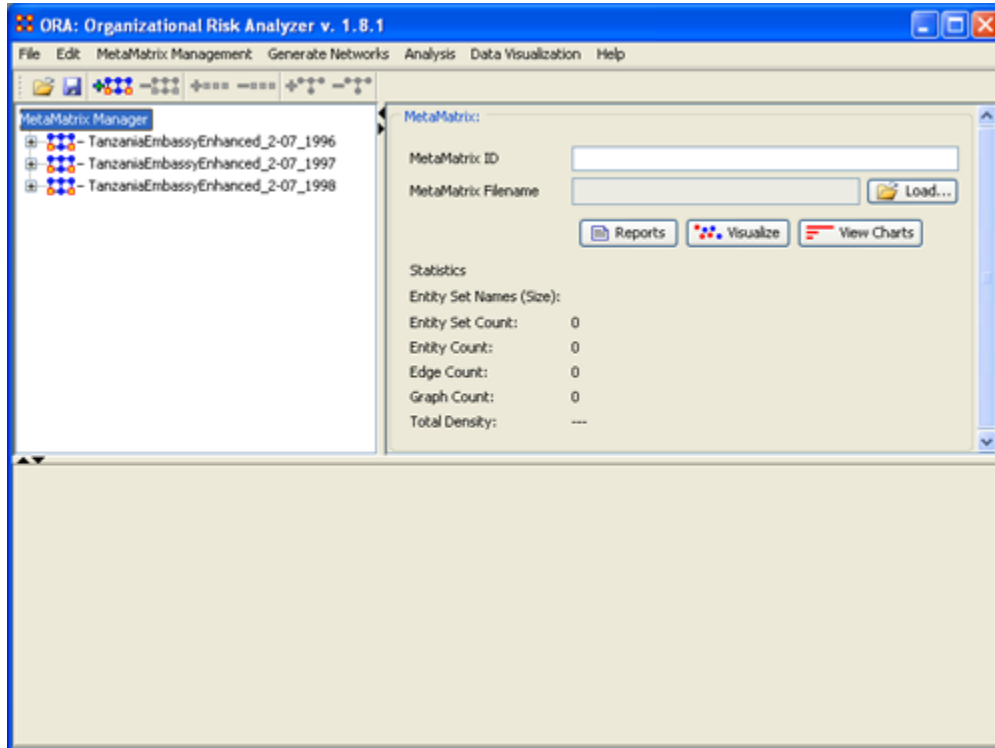 ORA: Organizational Risk Analyzer v. 1.8.1
File Edit MetaMatrix Management Generate Networks Analysis Data Visualization Help
MetaMatrix Manager
TanzaniaEmbassyEnhanced_2-07_1996
TanzaniaEmbassyEnhanced_2-07_1997
TanzaniaEmbassyEnhanced_2-07_1998
MetaMatrix:
MetaMatrix ID
MetaMatrix Filename Load...
Reports Visualize View Charts
Statistics
Entity Set Names (Size):
Entity Set Count: 0
Entity Count: 0
Edge Count: 0
Graph Count: 0
Total Density: ---